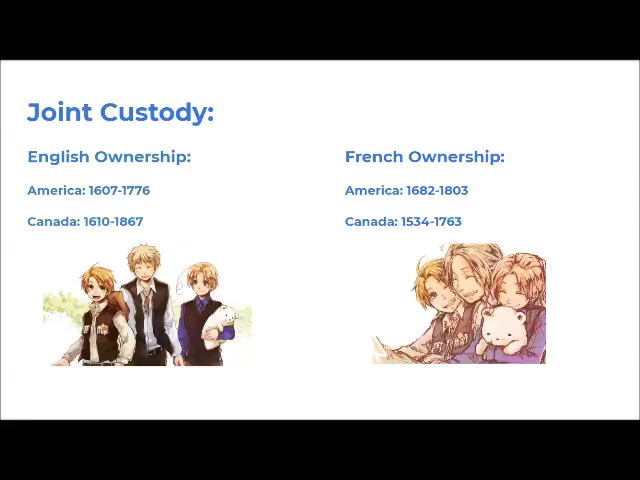 Joint Custody:
English Ownership:
America: 1607-1776
Canada: 1610-1867
French Ownership:
America: 1682-1803
Canada: 1534-1763